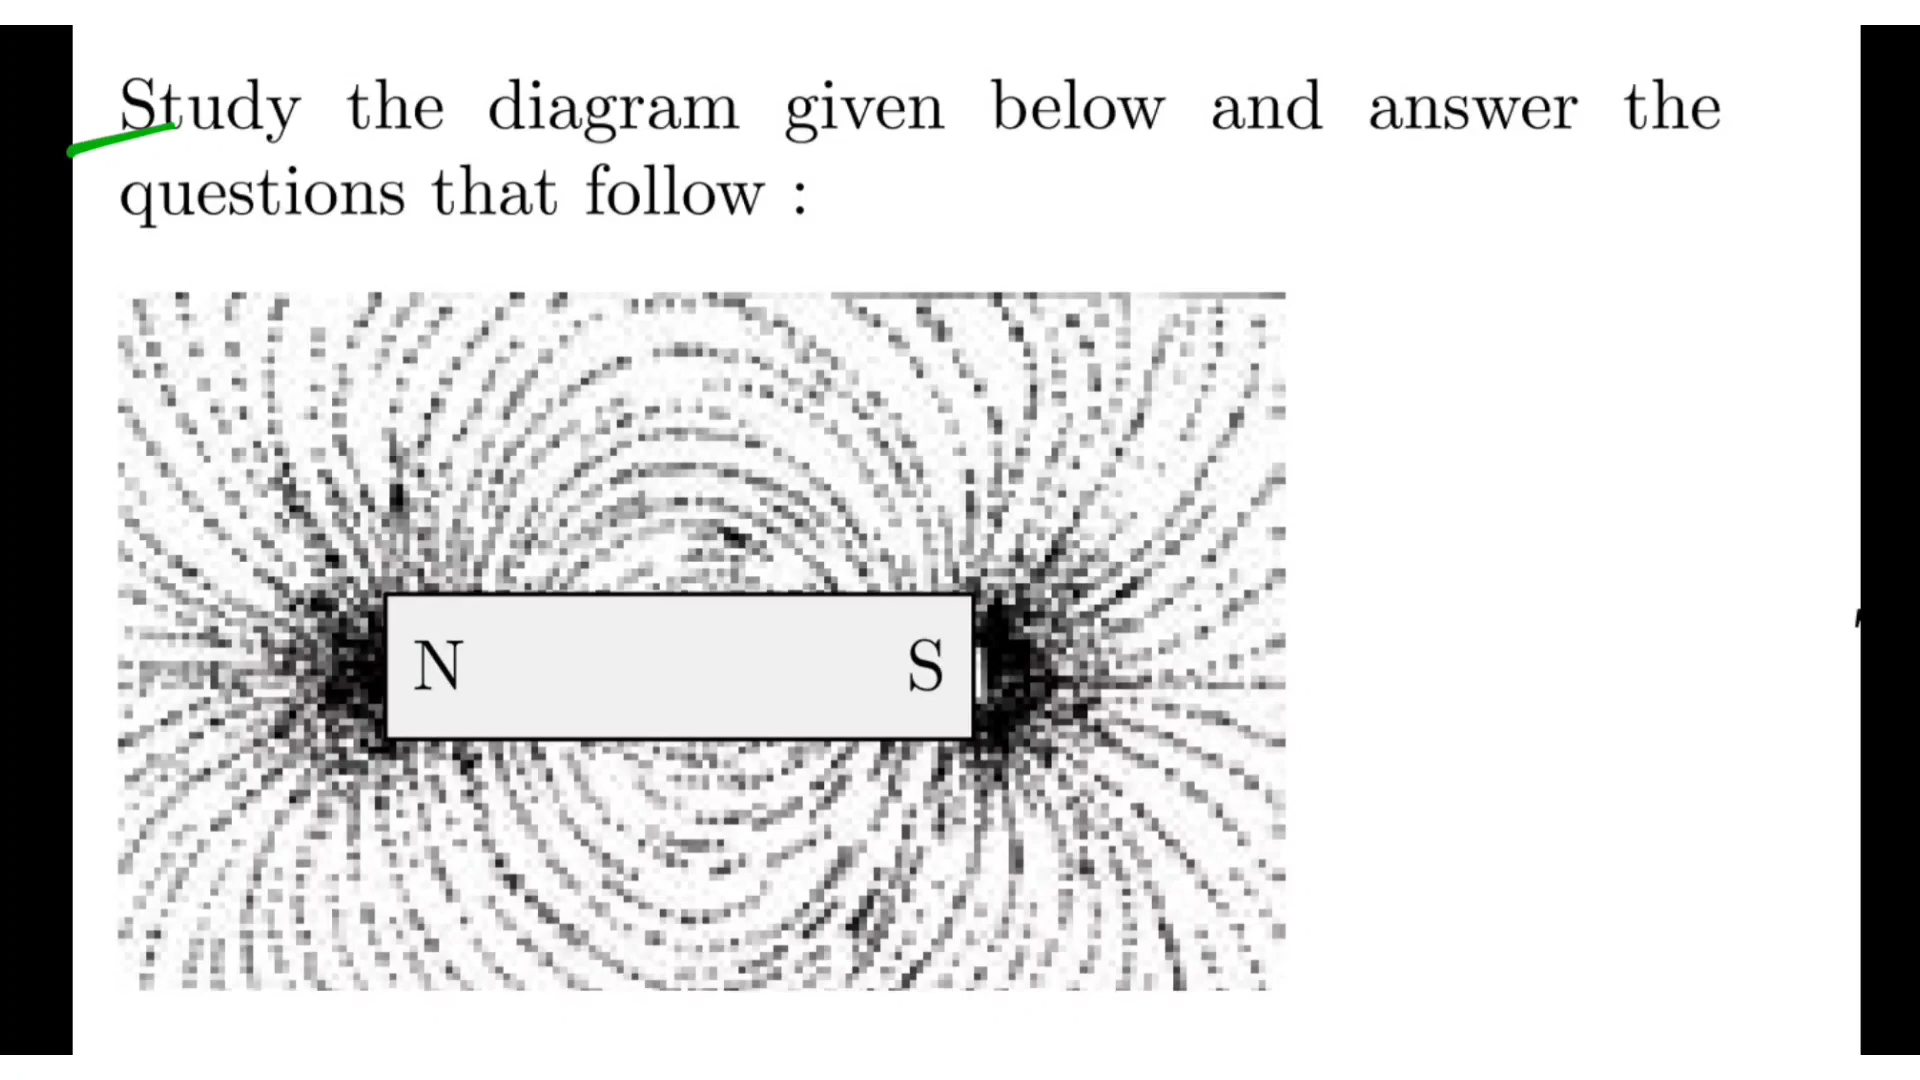 Study the diagram given below and answer the
questions that follow :
N S